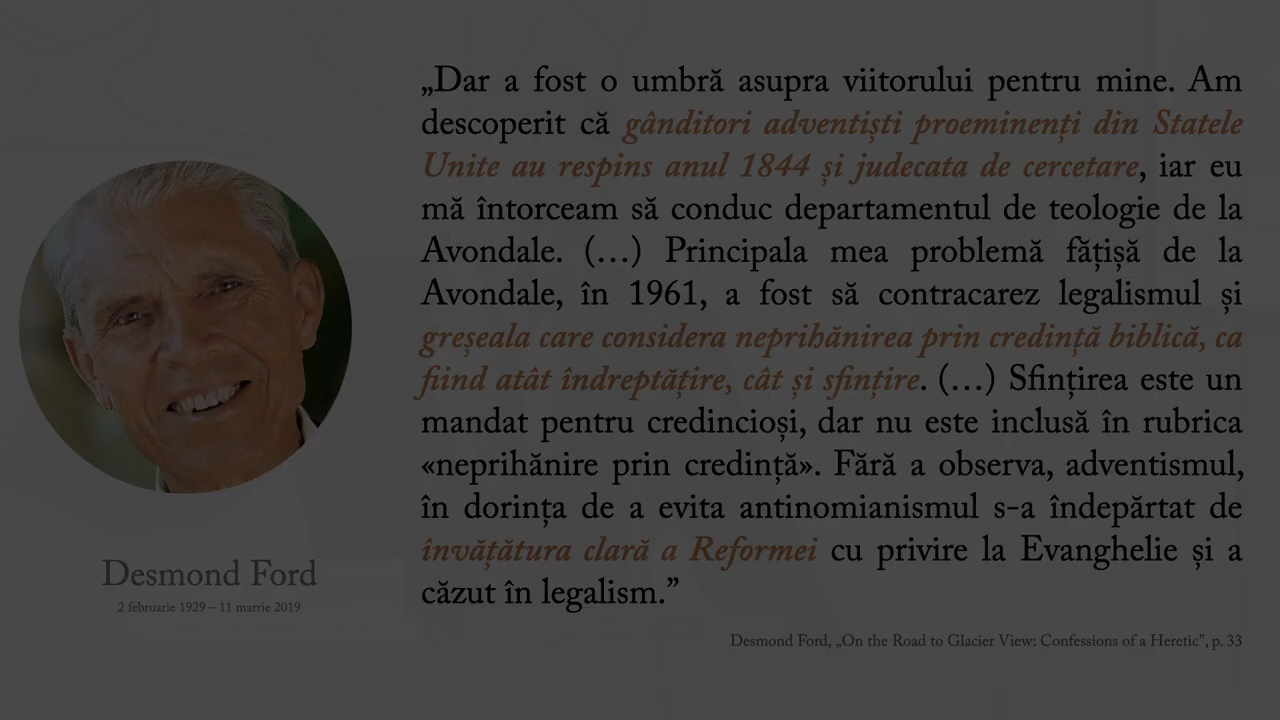 „Dar a fost o umbră asupra viitorului pentru mine. Am
descoperit că gânditori adventiști proeminenți din Statele
Unite au respins anul 1844 și judecata de cercetare, iar eu
mă întorceam să conduc departamentul de teologie de la
Avondale. (…) Principala mea problemă fățișă de la
Avondale, în 1961, a fost să contracarez legalismul și
greșeala care considera neprihănirea prin credință biblică, ca
fiind atât îndreptățire, cât și sfințire. (…) Sfințirea este un
mandat pentru credincioși, dar nu este inclusă în rubrica
«neprihănire prin credință». Fără a observa, adventismul,
în dorința de a evita antinomianismul s-a îndepărtat de
învățătura clară a Reformei cu privire la Evanghelie și a
căzut în legalism.”
Desmond Ford, „On the Road to Glacier View: Confessions of a Heretic”, p. 33
Desmond Ford
2 februarie 1929 – 11 marrie 2019